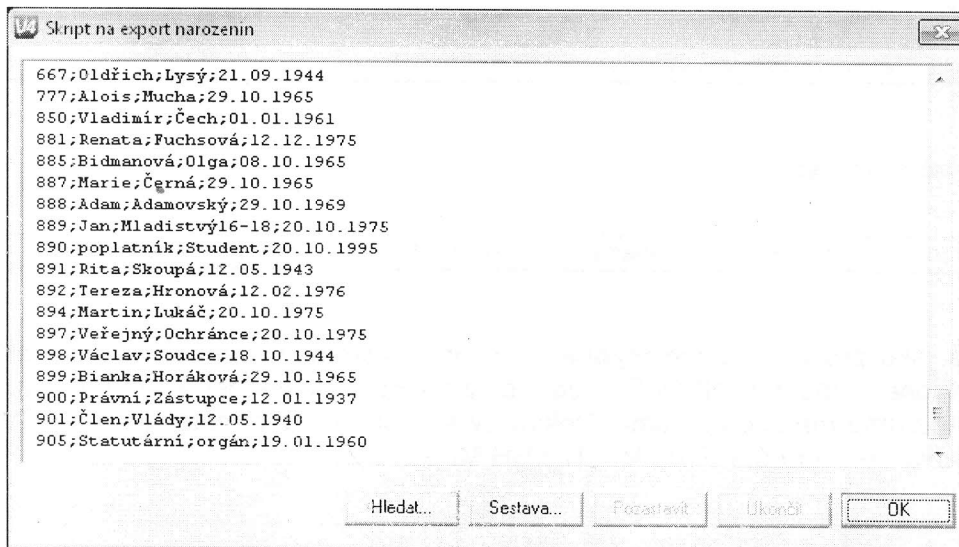 V4 Skript na export narozenin
667;Oldřich;Lysý;21.09.1944
777;Alois;Mucha;29.10.1965
850;Vladimír;Čech;01.01.1961
881;Renata;Fuchsová;12.12.1975
885;Bidmanová;Olga;08.10.1965
887;Marie;Černá;29.10.1965
888;Adam;Adamovský;29.10.1969
889;Jan;Mladistvý16-18;20.10.1975
890;poplatník;Student;20.10.1995
891;Rita;Skoupá;12.05.1943
892;Tereza;Hronová;12.02.1976
894;Martin;Lukáč;20.10.1975
897;Veřejný;Ochránce;20.10.1975
898;Václav;Soudce;18.10.1944
899;Bianka;Horáková;29.10.1965
900;Právní;Zástupce;12.01.1937
901;Člen;Vlády;12.05.1940
905;Statutární;orgán;19.01.1960
Hledat... Sestava... Pozastavit Ukončit OK